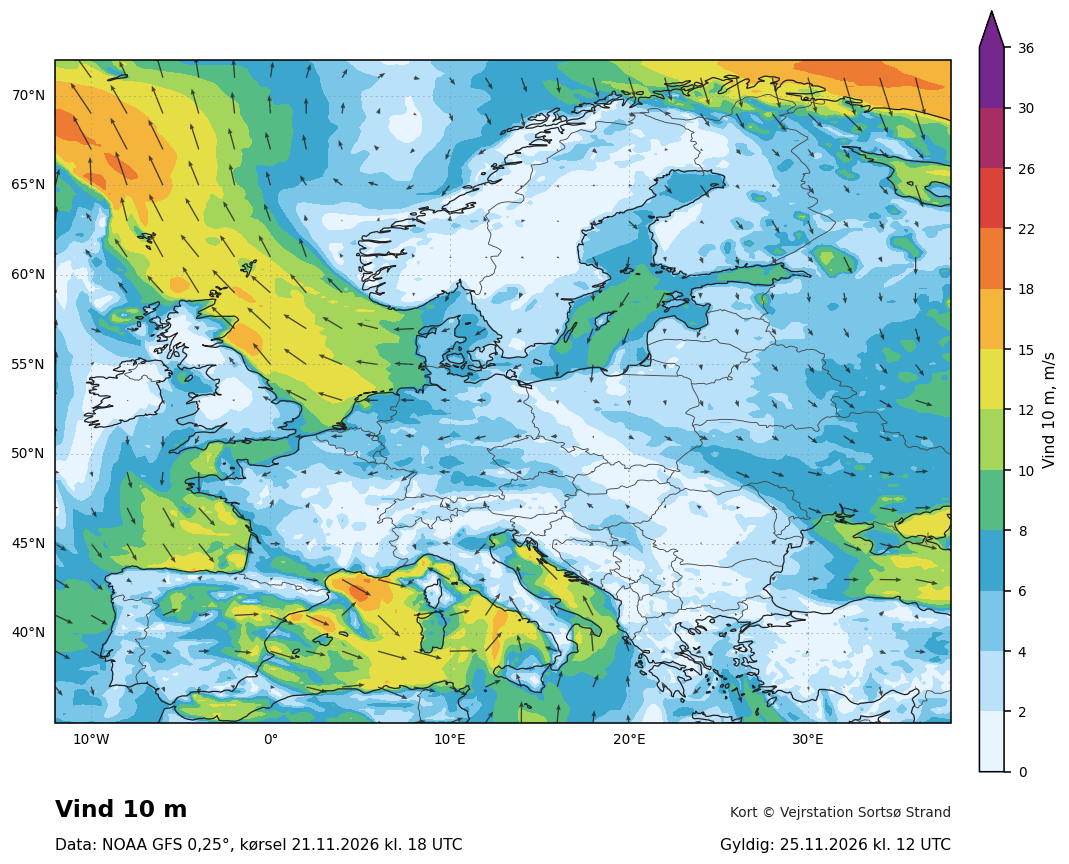 36
30
26
22
18
15
12
10
8
6
4
2
0
Vind 10 m, m/s
70°N
65°N
60°N
55°N
50°N
45°N
40°N
10°W
0°
10°E
20°E
30°E
Vind 10 m
Kort © Vejrstation Sortsø Strand
Data: NOAA GFS 0,25°, kørsel 21.11.2026 kl. 18 UTC
Gyldig: 25.11.2026 kl. 12 UTC